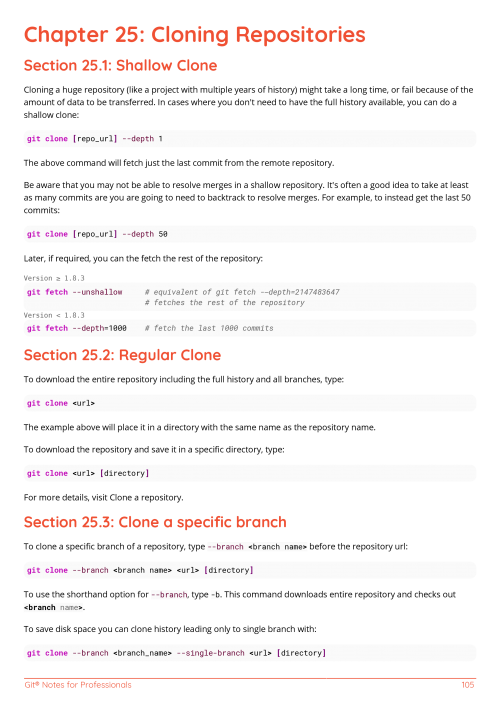 Chapter 25: Cloning Repositories
Section 25.1: Shallow Clone
Cloning a huge repository (like a project with multiple years of history) might take a long time, or fail because of the
amount of data to be transferred. In cases where you don't need to have the full history available, you can do a
shallow clone:
git clone [repo_url] --depth 1
The above command will fetch just the last commit from the remote repository.
Be aware that you may not be able to resolve merges in a shallow repository. It's often a good idea to take at least
as many commits are you are going to need to backtrack to resolve merges. For example, to instead get the last 50
commits:
git clone [repo_url] --depth 50
Later, if required, you can the fetch the rest of the repository:
Version ≥ 1.8.3
git fetch --unshallow # equivalent of git fetch --depth=2147483647
# fetches the rest of the repository
Version < 1.8.3
git fetch --depth=1000 # fetch the last 1000 commits
Section 25.2: Regular Clone
To download the entire repository including the full history and all branches, type:
git clone <url>
The example above will place it in a directory with the same name as the repository name.
To download the repository and save it in a specific directory, type:
git clone <url> [directory]
For more details, visit Clone a repository.
Section 25.3: Clone a specific branch
To clone a specific branch of a repository, type --branch <branch name> before the repository url:
git clone --branch <branch name> <url> [directory]
To use the shorthand option for --branch, type -b. This command downloads entire repository and checks out
<branch name>.
To save disk space you can clone history leading only to single branch with:
git clone --branch <branch_name> --single-branch <url> [directory]
Git® Notes for Professionals 105